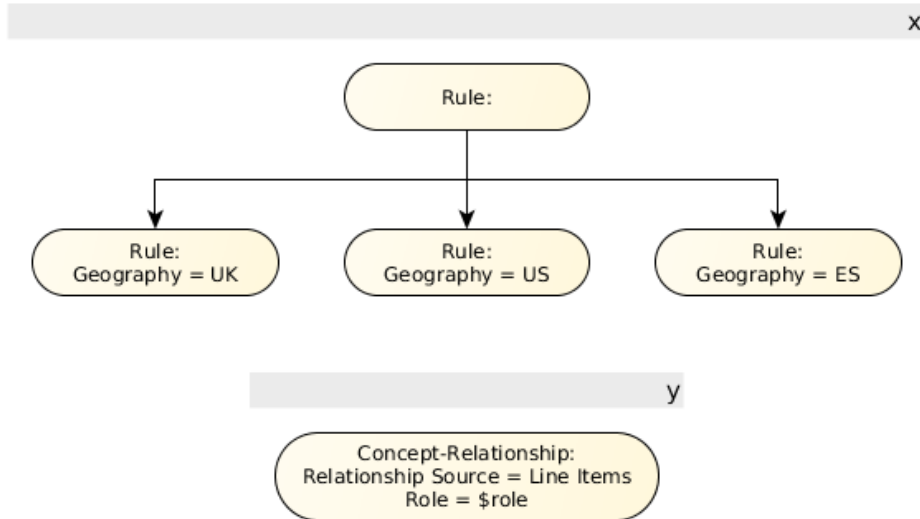 x
Rule:
Rule:
Geography = UK
Rule:
Geography = US
Rule:
Geography = ES
y
Concept-Relationship:
Relationship Source = Line Items
Role = $role